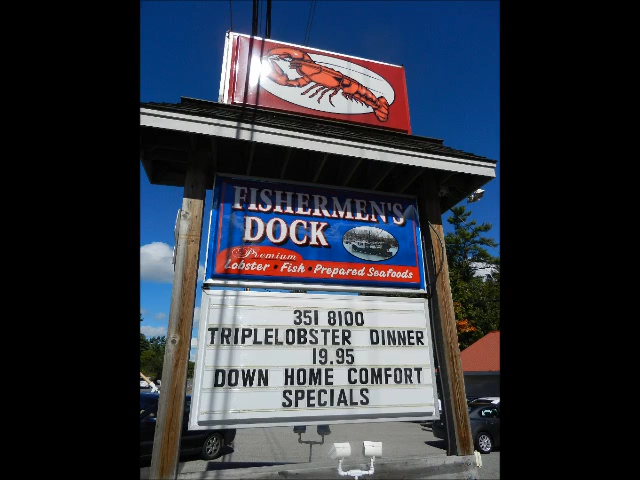 FISHERMEN'S
DOCK
Premium
Lobster · Fish · Prepared Seafoods
351 8100
TRIPLELOBSTER DINNER
19.95
DOWN HOME COMFORT
SPECIALS